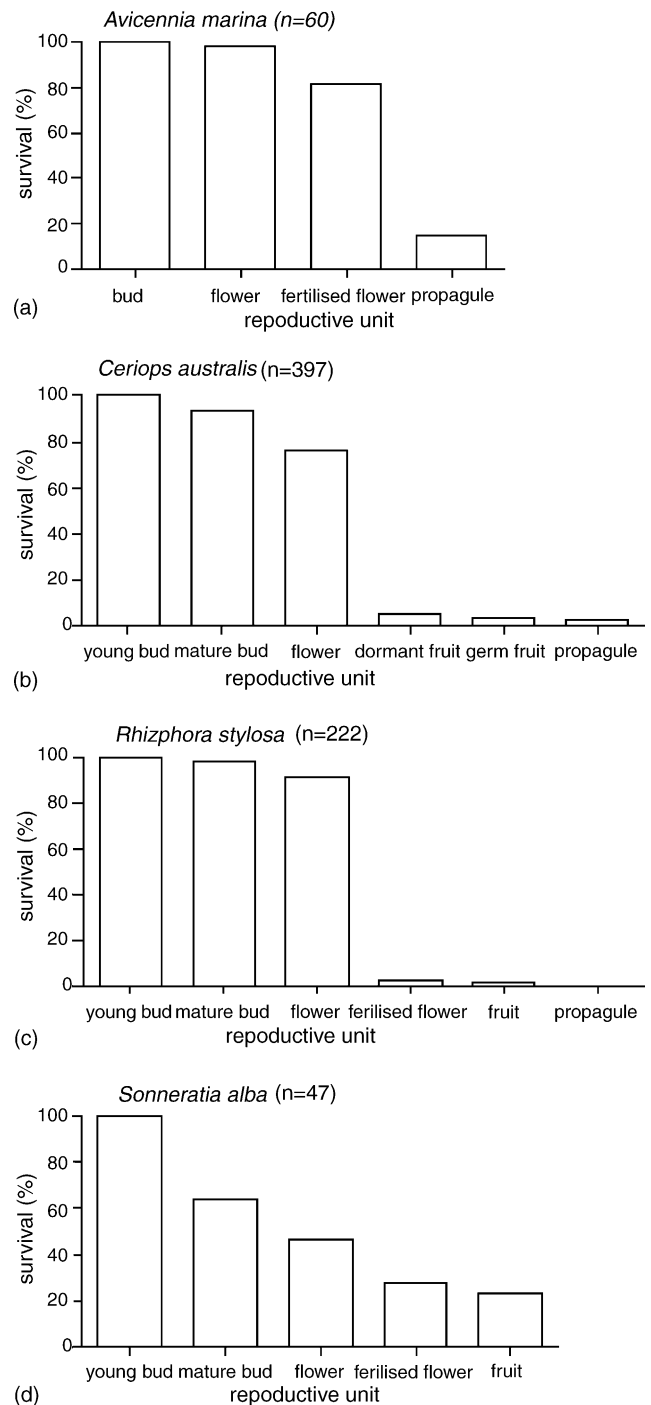 Avicennia marina (n=60)
survival (%)
100
80
60
40
20
0
bud flower fertilised flower propagule
repoductive unit
(a)
Ceriops australis (n=397)
survival (%)
100
80
60
40
20
0
young bud mature bud flower dormant fruit germ fruit propagule
repoductive unit
(b)
Rhizphora stylosa (n=222)
survival (%)
100
80
60
40
20
0
young bud mature bud flower ferilised flower fruit propagule
repoductive unit
(c)
Sonneratia alba (n=47)
survival (%)
100
80
60
40
20
0
young bud mature bud flower ferilised flower fruit
repoductive unit
(d)